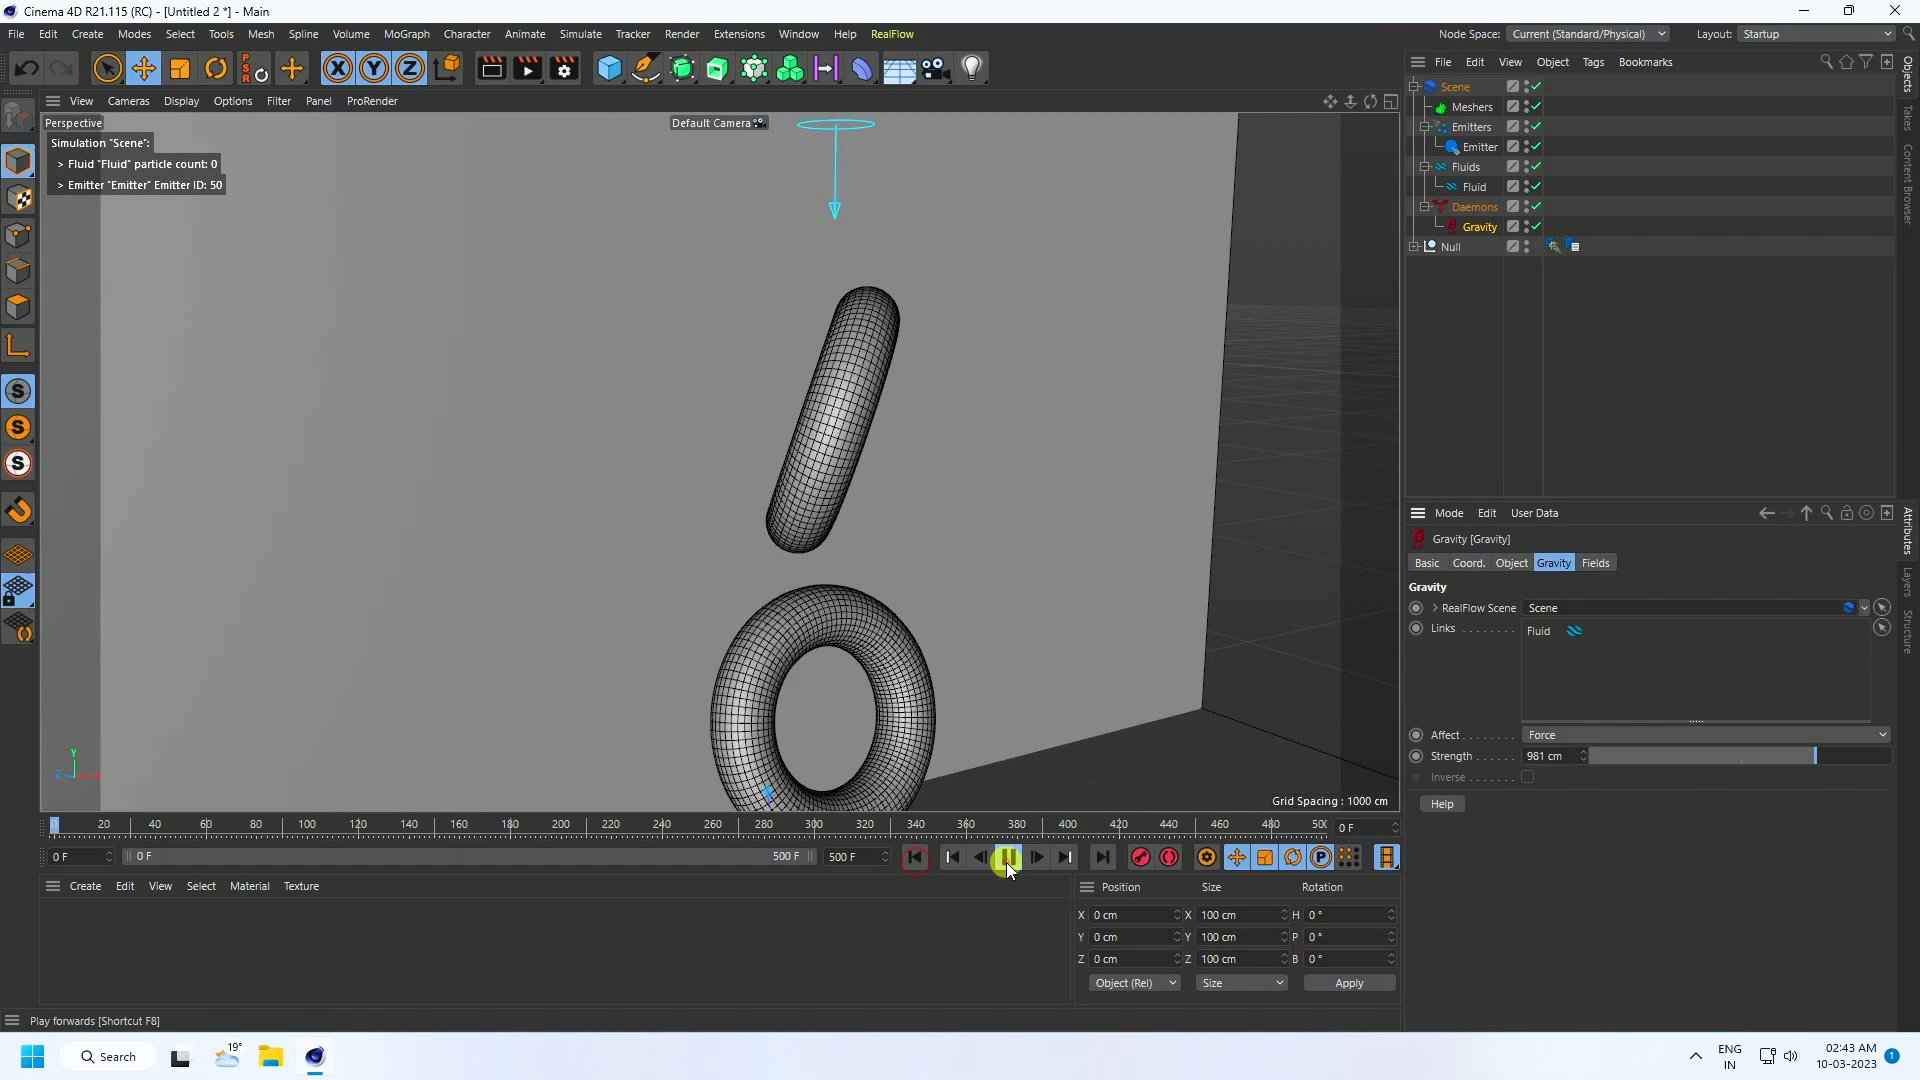 Cinema 4D R21.115 (RC) - [Untitled 2 *] - Main
File Edit Create Modes Select Tools Mesh Spline Volume MoGraph Character Animate Simulate Tracker Render Extensions Window Help RealFlow
Node Space: Current (Standard/Physical) Layout: Startup
PSR X Y Z
File Edit View Object Tags Bookmarks
View Cameras Display Options Filter Panel ProRender
Perspective
Default Camera
Simulation "Scene":
> Fluid "Fluid" particle count: 0
> Emitter "Emitter" Emitter ID: 50
Scene
Meshers
Emitters
Emitter
Fluids
Fluid
Daemons
Gravity
Null
Objects
Takes
Content Browser
Attributes
Layers
Structure
Mode Edit User Data
Gravity [Gravity]
Basic Coord. Object Gravity Fields
Gravity
> RealFlow Scene Scene
Links . . . . . . . . Fluid
Affect . . . . . . . . Force
Strength . . . . . . 981 cm
Inverse . . . . . . .
Help
S
S
S
Y
Z X
Grid Spacing : 1000 cm
20 40 60 80 100 120 140 160 180 200 220 240 260 280 300 320 340 360 380 400 420 440 460 480 500 0 F
0 F 0 F 500 F 500 F P
Create Edit View Select Material Texture
Position Size Rotation
X 0 cm X 100 cm H 0 °
Y 0 cm Y 100 cm P 0 °
Z 0 cm Z 100 cm B 0 °
Object (Rel) Size Apply
Play forwards [Shortcut F8]
Search
19°
ENG
IN
02:43 AM
10-03-2023
1